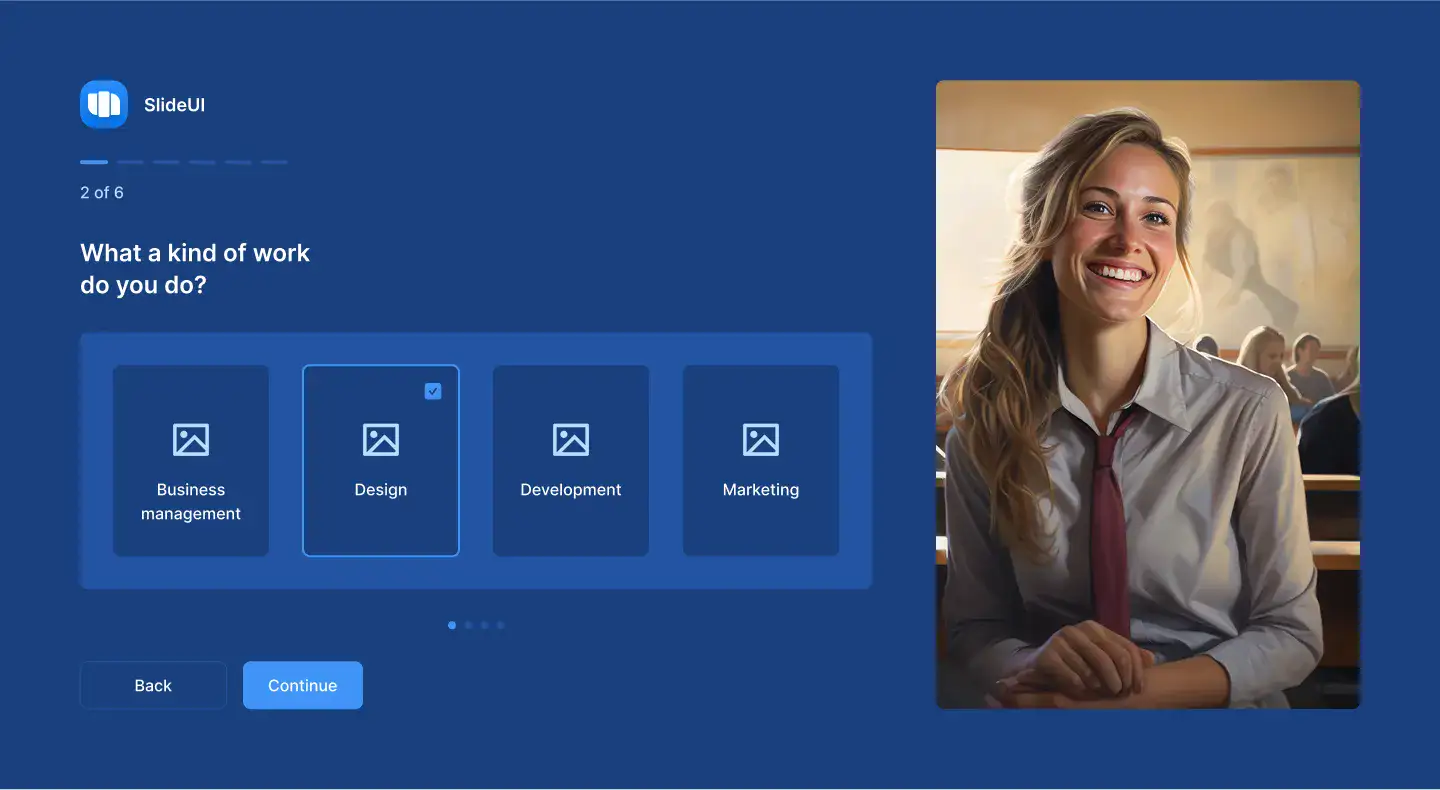 SlideUI
2 of 6
What a kind of work
do you do?
Business
management
Design
Development
Marketing
Back
Continue